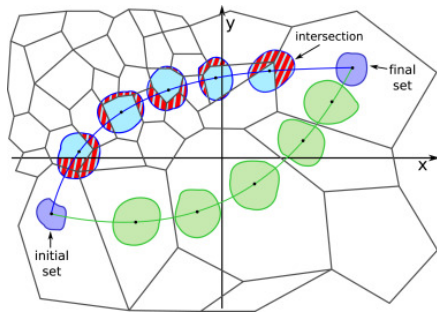 y
intersection
final
set
x
initial
set